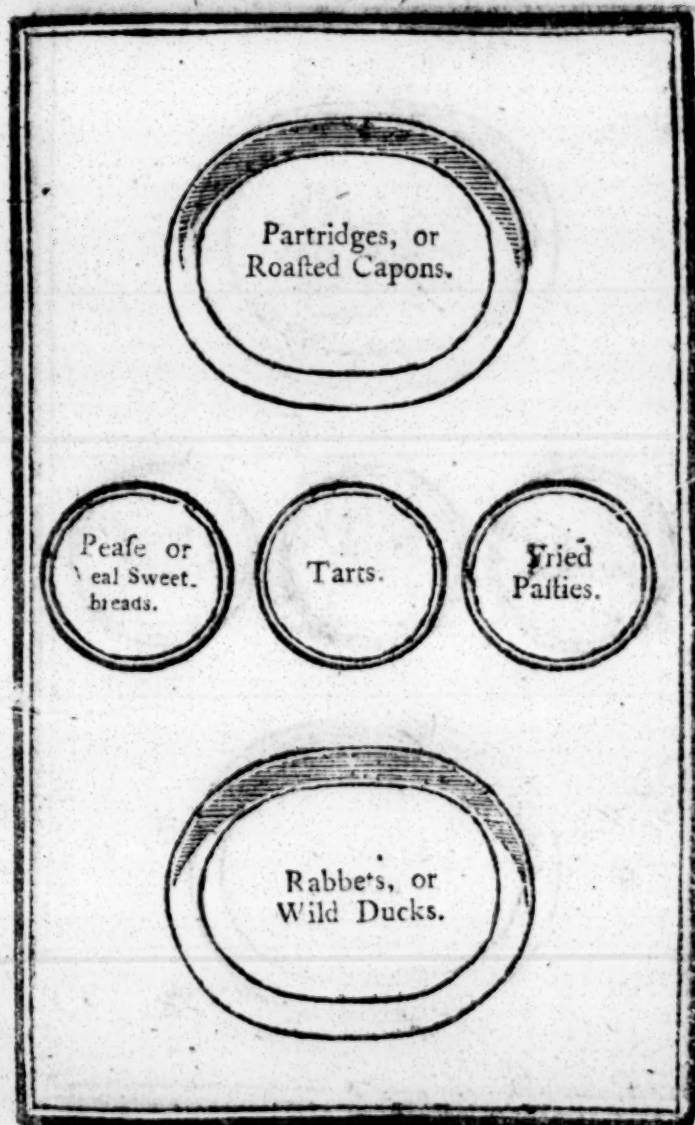 Partridges, or
Roaſted Capons.
Peaſe or
eal Sweet-
breads.
Tarts.
Fried
Paſties.
Rabbets, or
Wild Ducks.